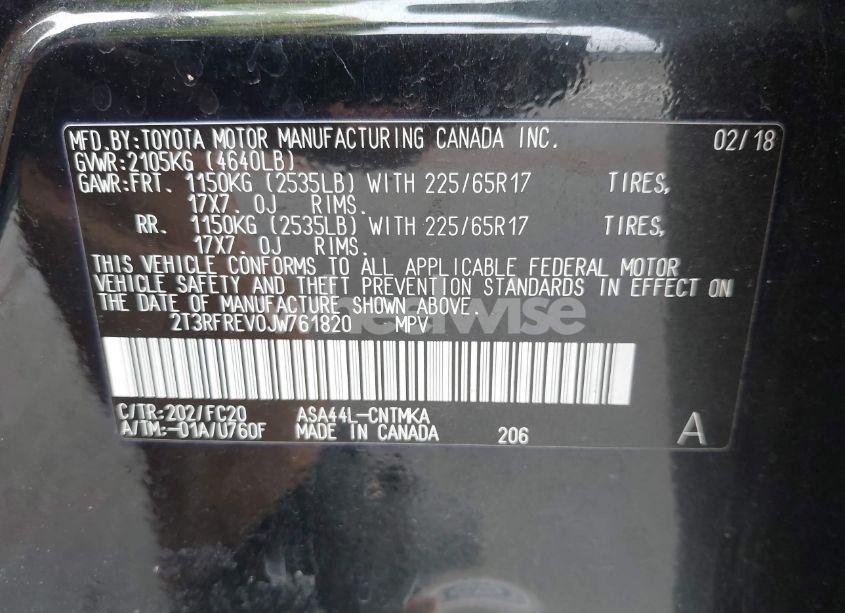 MFD.BY:TOYOTA MOTOR MANUFACTURING CANADA INC. 02/18
GVWR:2105KG (4640LB)
GAWR:FRT. 1150KG (2535LB) WITH 225/65R17 TIRES,
17X7.0J RIMS.
RR. 1150KG (2535LB) WITH 225/65R17 TIRES,
17X7.0J RIMS.
THIS VEHICLE CONFORMS TO ALL APPLICABLE FEDERAL MOTOR
VEHICLE SAFETY AND THEFT PREVENTION STANDARDS IN EFFECT ON
THE DATE OF MANUFACTURE SHOWN ABOVE.
2T3RFREV0JW761820 MPV
C/TR:202/FC20 ASA44L-CNTMKA
A/TM:-01A/U760F MADE IN CANADA 206 A